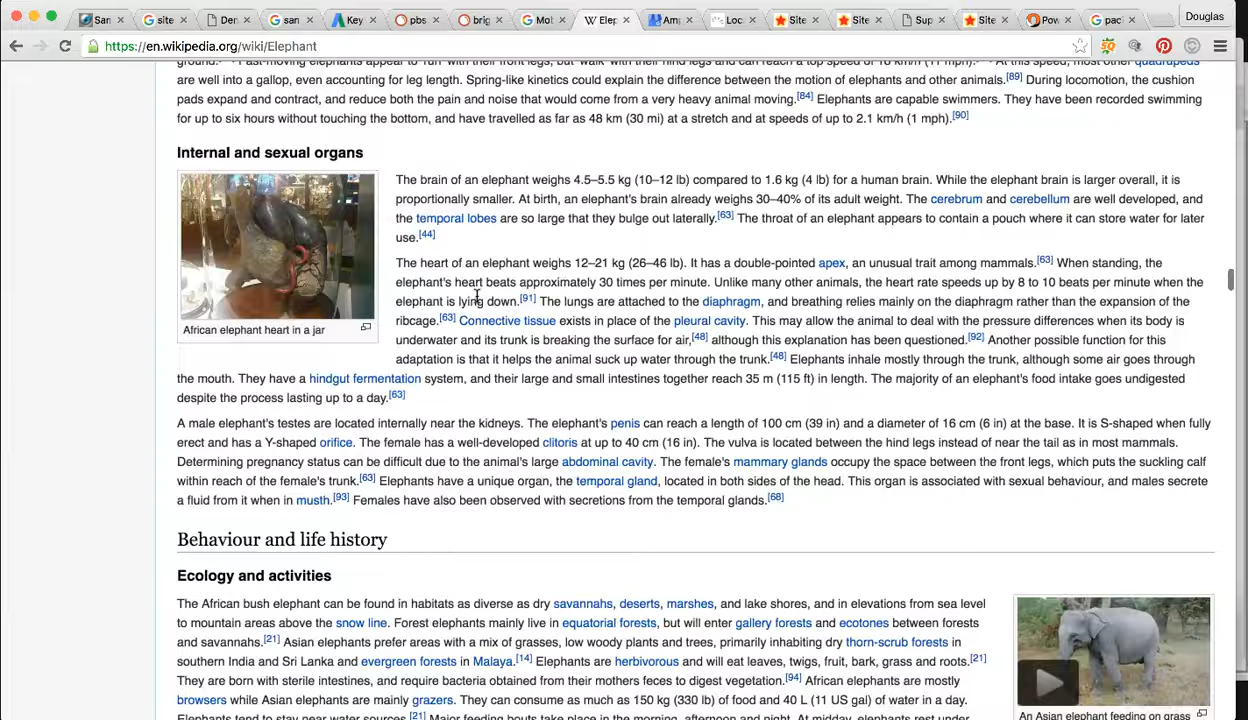 San
site
Den
san
Key
pbs
brig
Mol
Elep
Amp
Loc
Site
Site
Sup
Site
Pow
pac
Douglas
https://en.wikipedia.org/wiki/Elephant
are well into a gallop, even accounting for leg length. Spring-like kinetics could explain the difference between the motion of elephants and other animals.[89] During locomotion, the cushion
pads expand and contract, and reduce both the pain and noise that would come from a very heavy animal moving.[84] Elephants are capable swimmers. They have been recorded swimming
for up to six hours without touching the bottom, and have travelled as far as 48 km (30 mi) at a stretch and at speeds of up to 2.1 km/h (1 mph).[90]
Internal and sexual organs
The brain of an elephant weighs 4.5–5.5 kg (10–12 lb) compared to 1.6 kg (4 lb) for a human brain. While the elephant brain is larger overall, it is
proportionally smaller. At birth, an elephant's brain already weighs 30–40% of its adult weight. The cerebrum and cerebellum are well developed, and
the temporal lobes are so large that they bulge out laterally.[63] The throat of an elephant appears to contain a pouch where it can store water for later
use.[44]
The heart of an elephant weighs 12–21 kg (26–46 lb). It has a double-pointed apex, an unusual trait among mammals.[63] When standing, the
elephant's heart beats approximately 30 times per minute. Unlike many other animals, the heart rate speeds up by 8 to 10 beats per minute when the
elephant is lying down.[91] The lungs are attached to the diaphragm, and breathing relies mainly on the diaphragm rather than the expansion of the
ribcage.[63] Connective tissue exists in place of the pleural cavity. This may allow the animal to deal with the pressure differences when its body is
African elephant heart in a jar
underwater and its trunk is breaking the surface for air,[48] although this explanation has been questioned.[92] Another possible function for this
adaptation is that it helps the animal suck up water through the trunk.[48] Elephants inhale mostly through the trunk, although some air goes through
the mouth. They have a hindgut fermentation system, and their large and small intestines together reach 35 m (115 ft) in length. The majority of an elephant's food intake goes undigested
despite the process lasting up to a day.[63]
A male elephant's testes are located internally near the kidneys. The elephant's penis can reach a length of 100 cm (39 in) and a diameter of 16 cm (6 in) at the base. It is S-shaped when fully
erect and has a Y-shaped orifice. The female has a well-developed clitoris at up to 40 cm (16 in). The vulva is located between the hind legs instead of near the tail as in most mammals.
Determining pregnancy status can be difficult due to the animal's large abdominal cavity. The female's mammary glands occupy the space between the front legs, which puts the suckling calf
within reach of the female's trunk.[63] Elephants have a unique organ, the temporal gland, located in both sides of the head. This organ is associated with sexual behaviour, and males secrete
a fluid from it when in musth.[93] Females have also been observed with secretions from the temporal glands.[68]
Behaviour and life history
Ecology and activities
The African bush elephant can be found in habitats as diverse as dry savannahs, deserts, marshes, and lake shores, and in elevations from sea level
to mountain areas above the snow line. Forest elephants mainly live in equatorial forests, but will enter gallery forests and ecotones between forests
and savannahs.[21] Asian elephants prefer areas with a mix of grasses, low woody plants and trees, primarily inhabiting dry thorn-scrub forests in
southern India and Sri Lanka and evergreen forests in Malaya.[14] Elephants are herbivorous and will eat leaves, twigs, fruit, bark, grass and roots.[21]
They are born with sterile intestines, and require bacteria obtained from their mothers feces to digest vegetation.[94] African elephants are mostly
browsers while Asian elephants are mainly grazers. They can consume as much as 150 kg (330 lb) of food and 40 L (11 US gal) of water in a day.
Elephants tend to stay near water sources.[21] Major feeding bouts take place in the morning, afternoon and night. At midday, elephants rest under
An Asian elephant feeding on grass